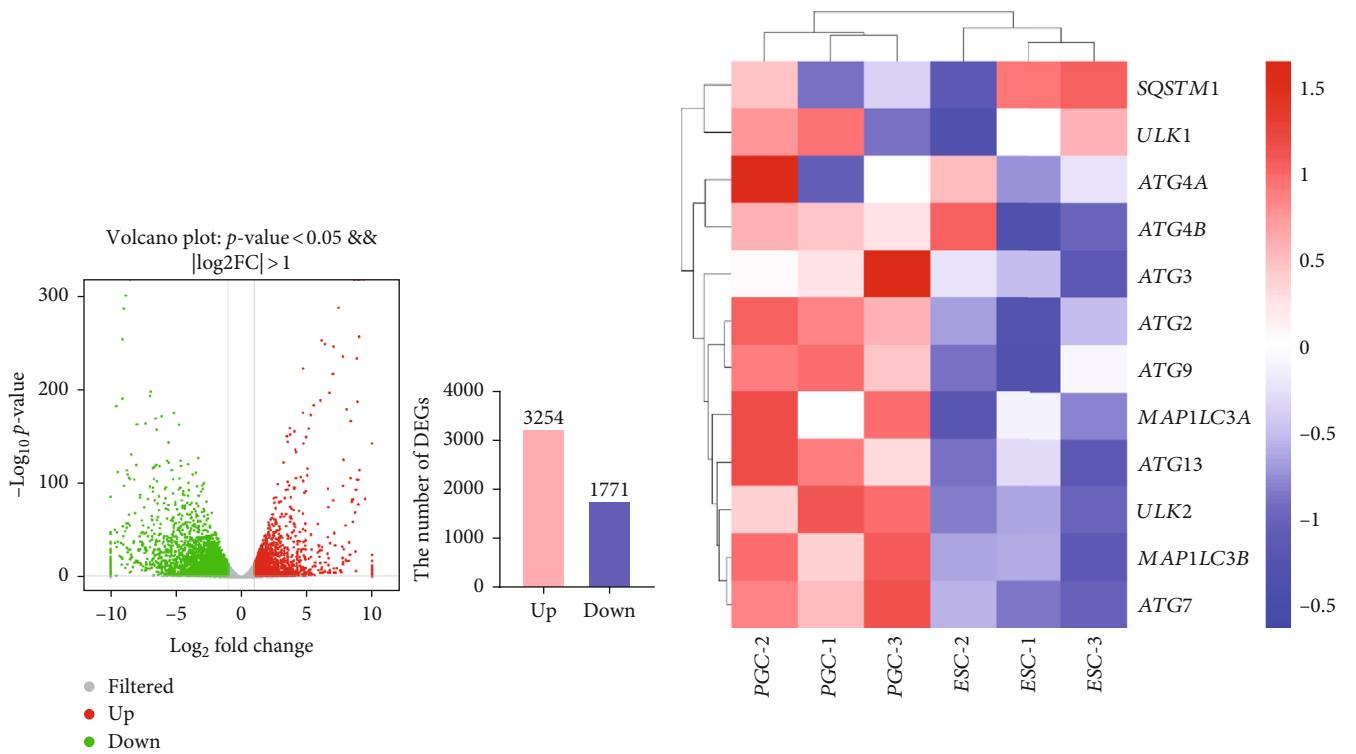 Volcano plot: p-value < 0.05 &&
|log2FC| > 1
300
200
100
0
−Log10 p-value
−10
−5
0
5
10
Log2 fold change
Filtered
Up
Down
4000
3000
2000
1000
0
The number of DEGs
3254
1771
Up
Down
SQSTM1
ULK1
ATG4A
ATG4B
ATG3
ATG2
ATG9
MAP1LC3A
ATG13
ULK2
MAP1LC3B
ATG7
PGC-2
PGC-1
PGC-3
ESC-2
ESC-1
ESC-3
1.5
1
0.5
0
−0.5
−1
−0.5